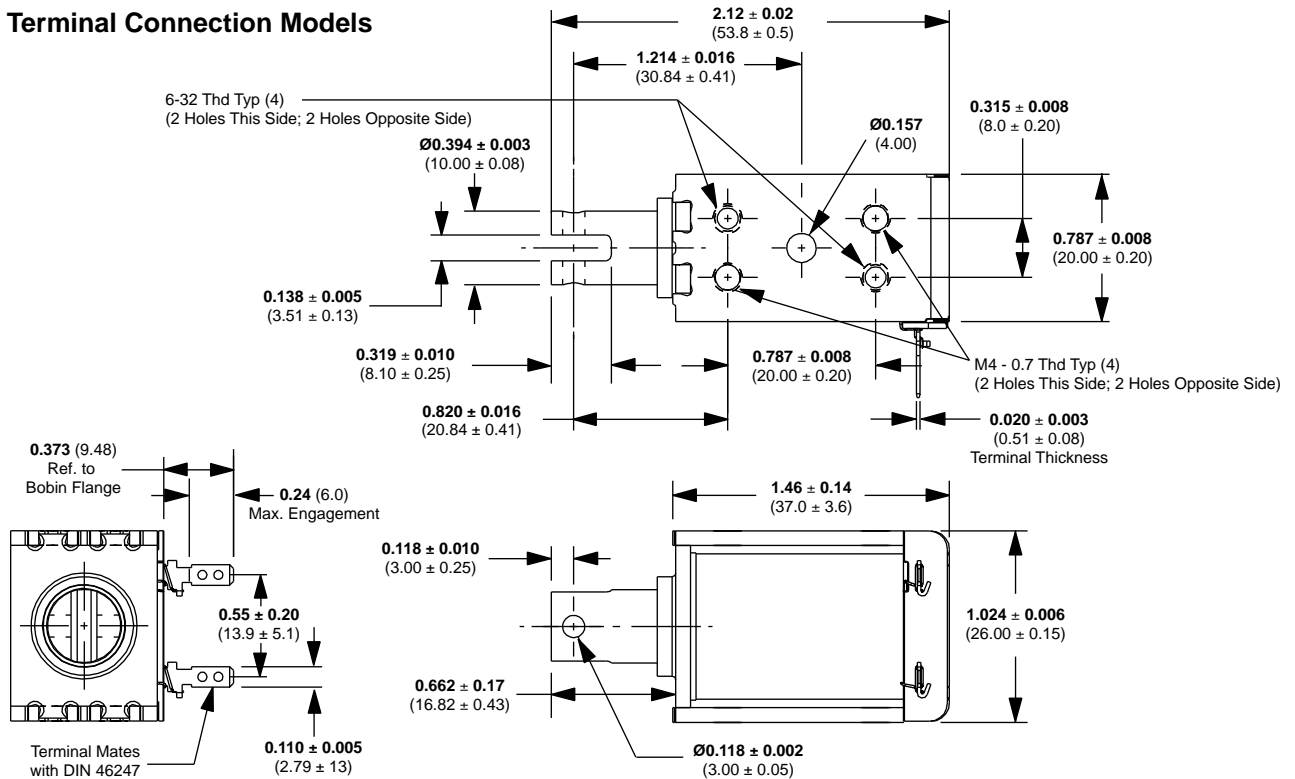 Terminal Connection Models
2.12 ± 0.02
(53.8 ± 0.5)
1.214 ± 0.016
(30.84 ± 0.41)
6-32 Thd Typ (4)
(2 Holes This Side; 2 Holes Opposite Side)
0.315 ± 0.008
(8.0 ± 0.20)
Ø0.157
(4.00)
Ø0.394 ± 0.003
(10.00 ± 0.08)
0.787 ± 0.008
(20.00 ± 0.20)
0.138 ± 0.005
(3.51 ± 0.13)
0.319 ± 0.010
(8.10 ± 0.25)
0.787 ± 0.008
(20.00 ± 0.20)
M4 - 0.7 Thd Typ (4)
(2 Holes This Side; 2 Holes Opposite Side)
0.820 ± 0.016
(20.84 ± 0.41)
0.020 ± 0.003
(0.51 ± 0.08)
Terminal Thickness
0.373 (9.48)
Ref. to
Bobin Flange
0.24 (6.0)
Max. Engagement
1.46 ± 0.14
(37.0 ± 3.6)
0.118 ± 0.010
(3.00 ± 0.25)
0.55 ± 0.20
(13.9 ± 5.1)
1.024 ± 0.006
(26.00 ± 0.15)
0.662 ± 0.17
(16.82 ± 0.43)
Terminal Mates
with DIN 46247
0.110 ± 0.005
(2.79 ± 13)
Ø0.118 ± 0.002
(3.00 ± 0.05)